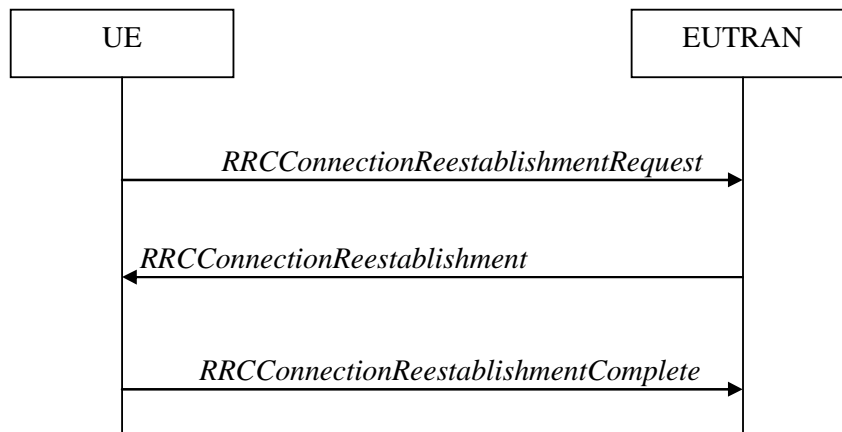 UE
EUTRAN
RRCConnectionReestablishmentRequest
RRCConnectionReestablishment
RRCConnectionReestablishmentComplete